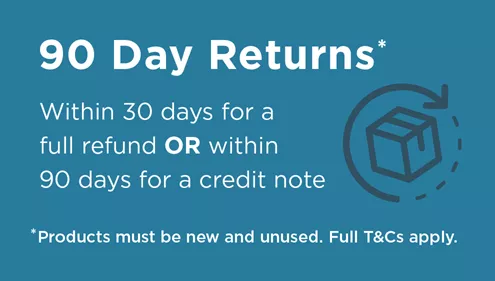 90 Day Returns*
Within 30 days for a
full refund OR within
90 days for a credit note
*Products must be new and unused. Full T&Cs apply.